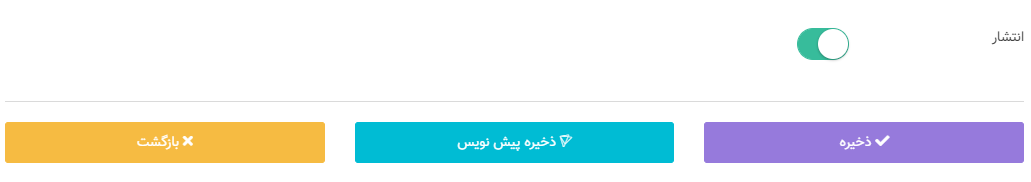 انتشار
ذخیره
ذخیره پیش نویس
بازگشت